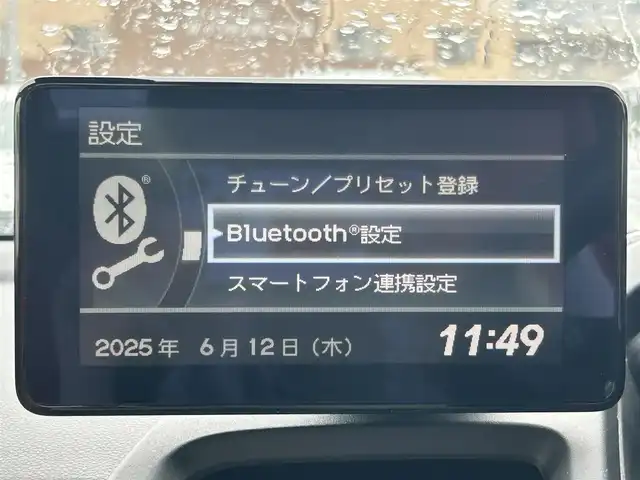 設定
チューン／プリセット登録
Bluetooth®設定
スマートフォン連携設定
2025年 6月12日（木） 11:49